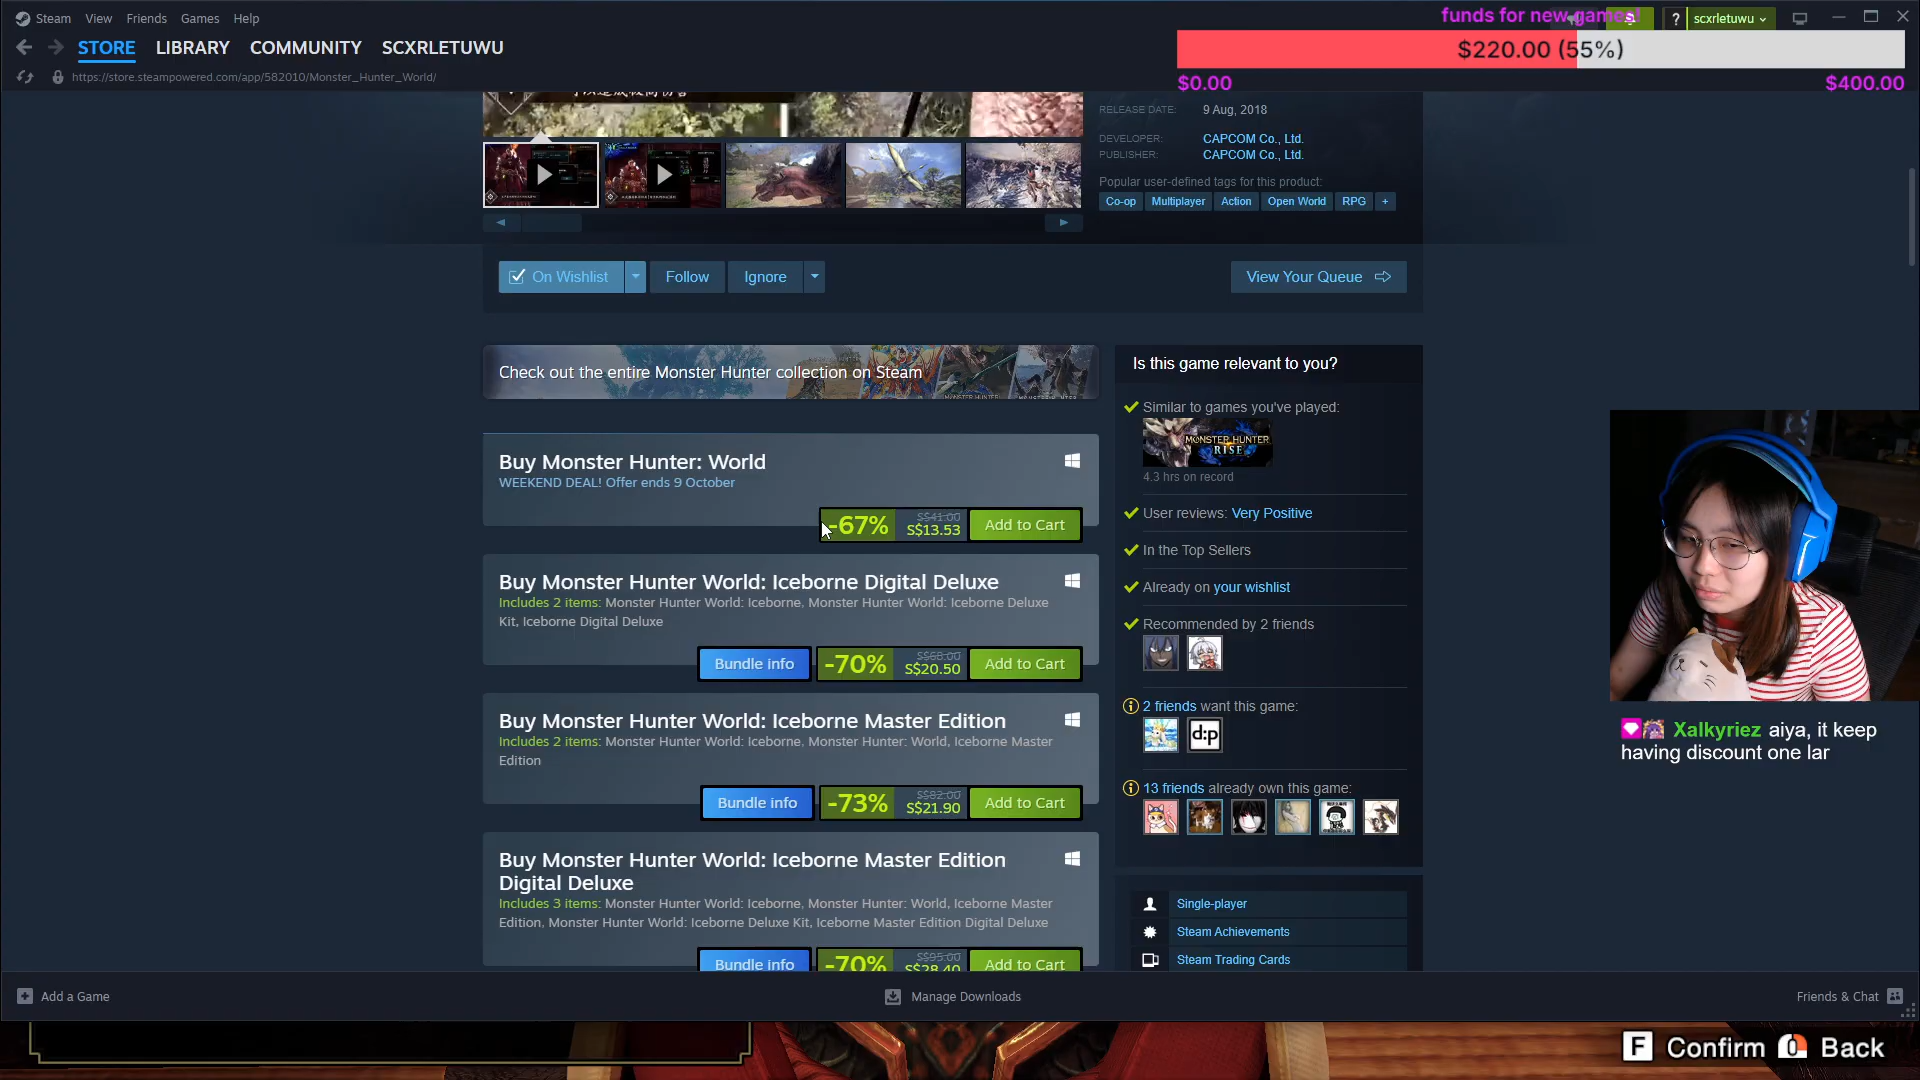 Steam View Friends Games Help
funds for new games!
? scxrletuwu
STORE LIBRARY COMMUNITY SCXRLETUWU
$220.00 (55%)
https://store.steampowered.com/app/582010/Monster_Hunter_World/
$0.00 $400.00
RELEASE DATE: 9 Aug, 2018
DEVELOPER: CAPCOM Co., Ltd.
PUBLISHER: CAPCOM Co., Ltd.
Popular user-defined tags for this product:
Co-op Multiplayer Action Open World RPG +
On Wishlist Follow Ignore View Your Queue
Check out the entire Monster Hunter collection on Steam
Is this game relevant to you?
Similar to games you've played:
MONSTER HUNTER
RISE
4.3 hrs on record
Buy Monster Hunter: World
WEEKEND DEAL! Offer ends 9 October
-67% S$41.00 S$13.53 Add to Cart
User reviews: Very Positive
In the Top Sellers
Already on your wishlist
Recommended by 2 friends
Buy Monster Hunter World: Iceborne Digital Deluxe
Includes 2 items: Monster Hunter World: Iceborne, Monster Hunter World: Iceborne Deluxe
Kit, Iceborne Digital Deluxe
Bundle info -70% S$68.00 S$20.50 Add to Cart
2 friends want this game:
d:p
Buy Monster Hunter World: Iceborne Master Edition
Includes 2 items: Monster Hunter World: Iceborne, Monster Hunter: World, Iceborne Master
Edition
Bundle info -73% S$82.00 S$21.90 Add to Cart
13 friends already own this game:
Xalkyriez aiya, it keep
having discount one lar
Buy Monster Hunter World: Iceborne Master Edition
Digital Deluxe
Includes 3 items: Monster Hunter World: Iceborne, Monster Hunter: World, Iceborne Master
Edition, Monster Hunter World: Iceborne Deluxe Kit, Iceborne Master Edition Digital Deluxe
Bundle info -70% S$95.00 S$28.40 Add to Cart
Single-player
Steam Achievements
Steam Trading Cards
Add a Game Manage Downloads Friends & Chat
F Confirm Back